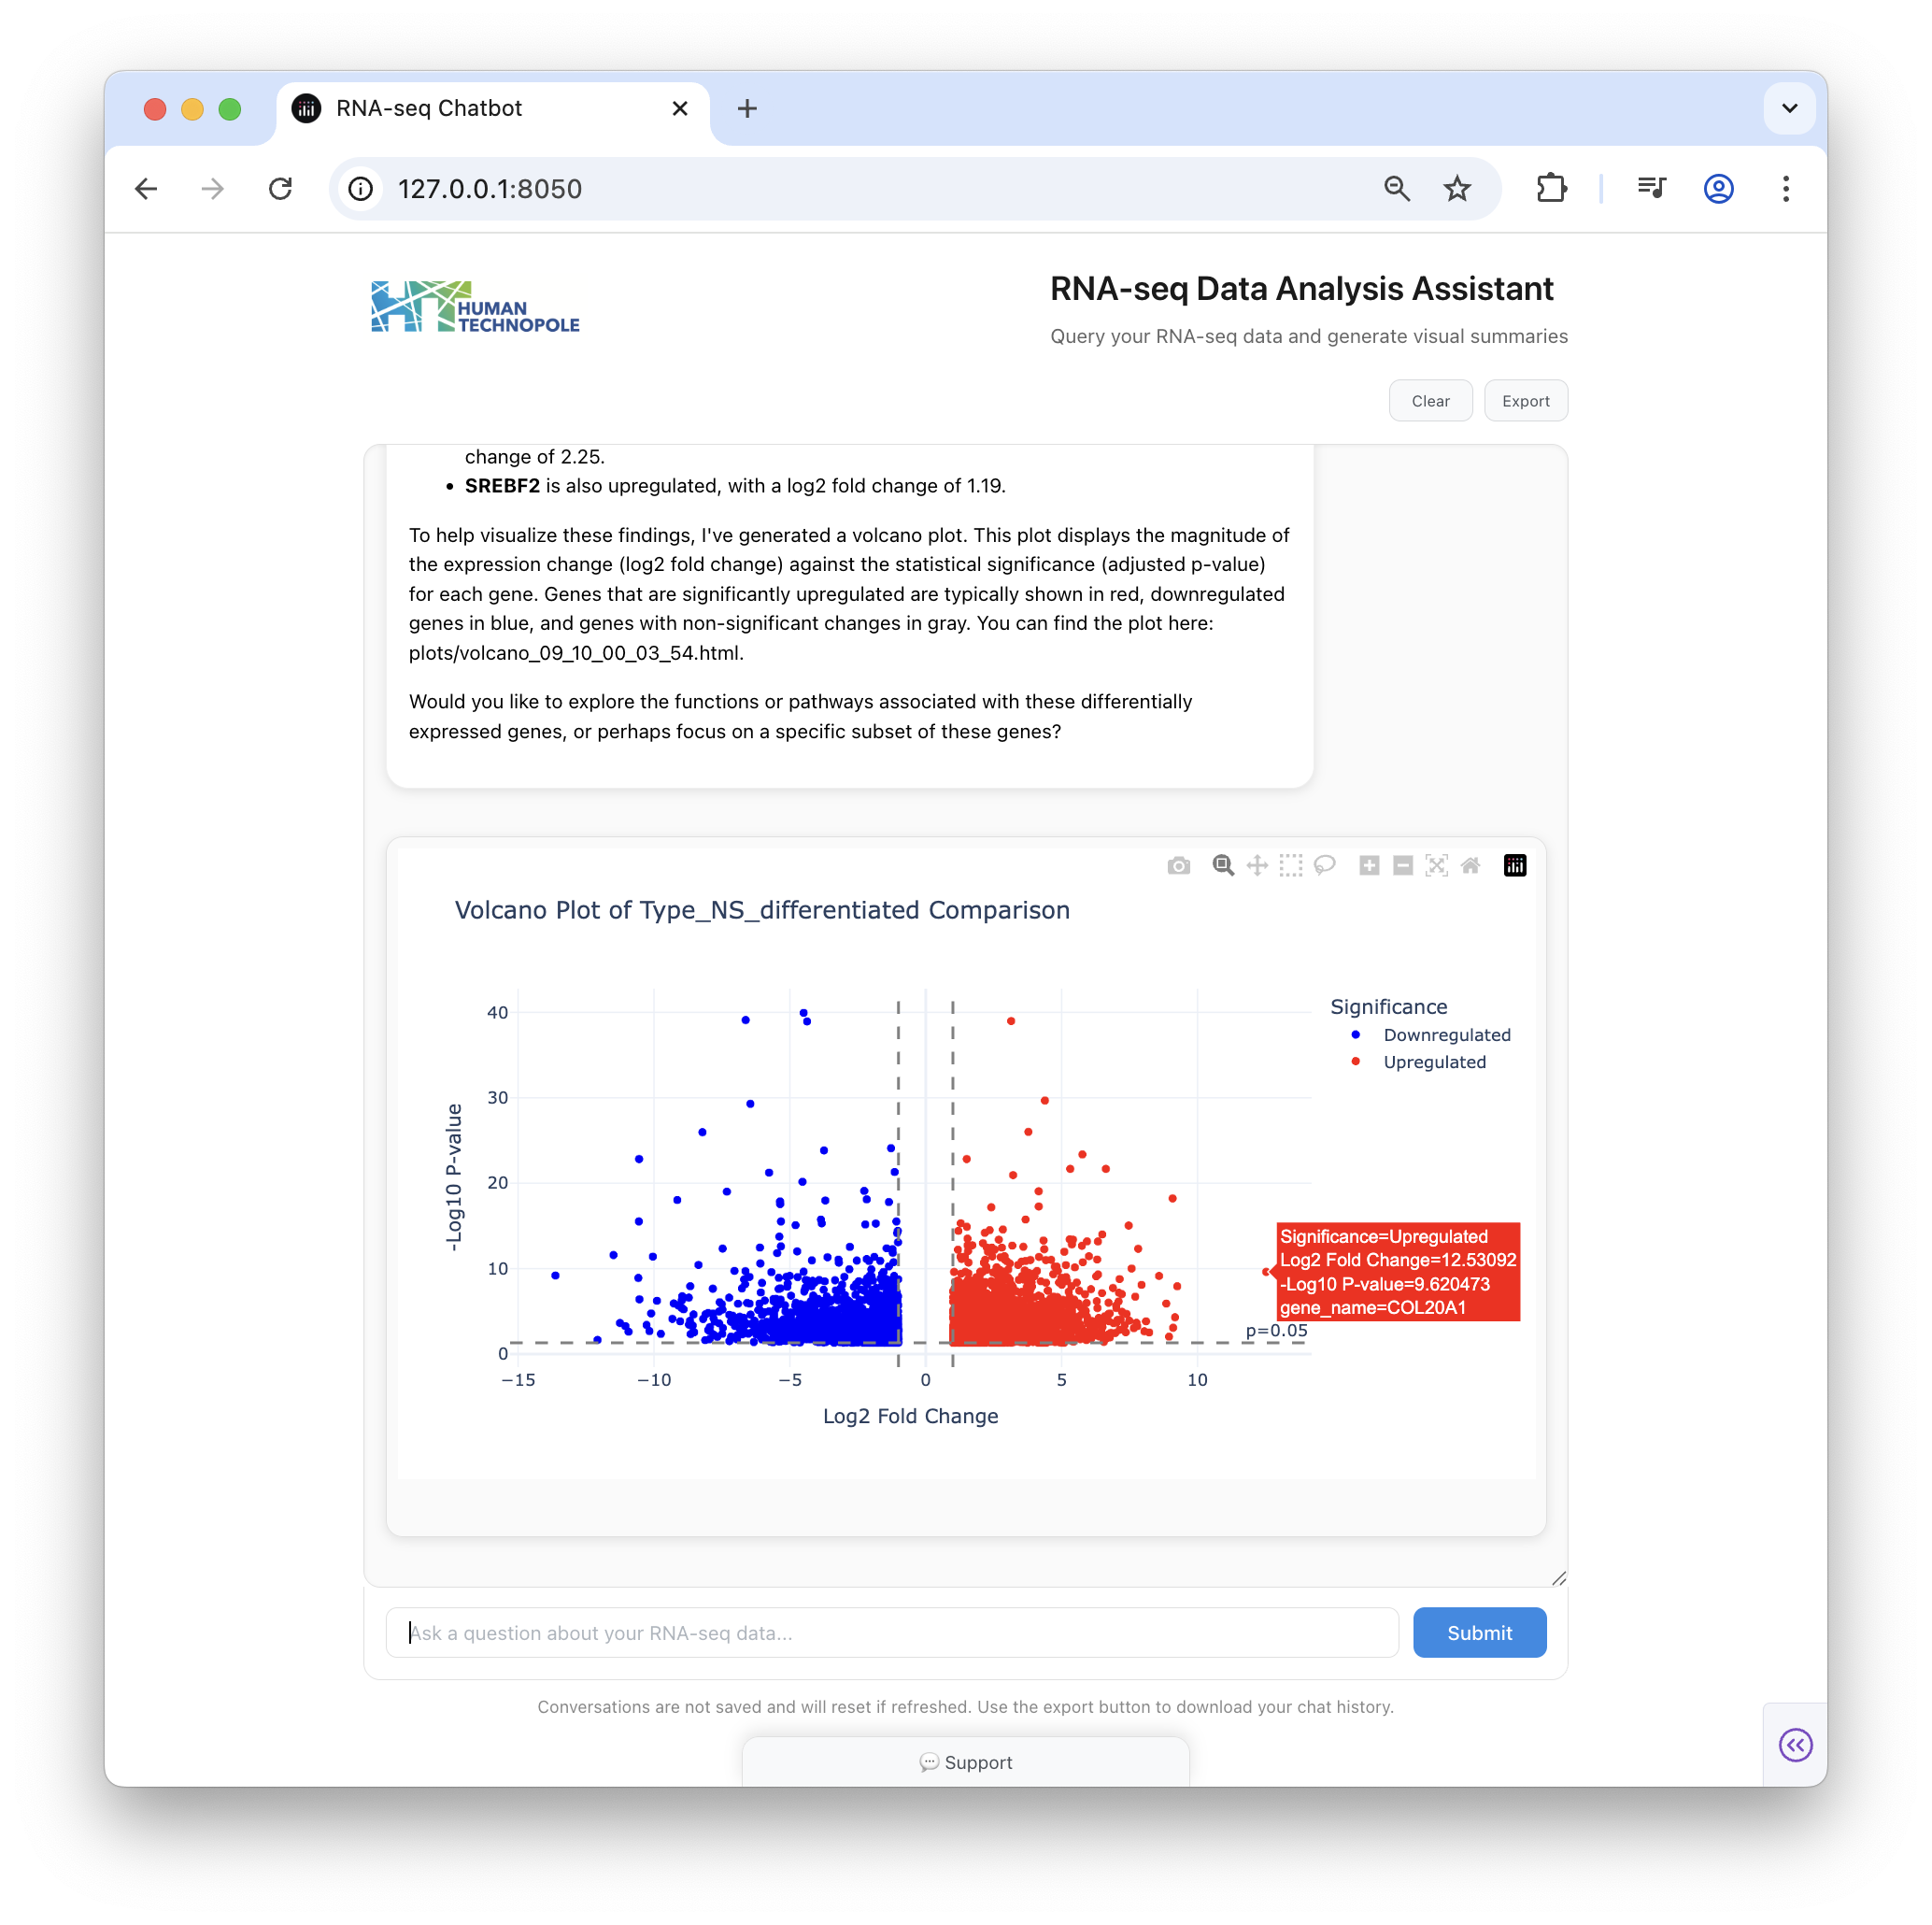 RNA-seq Chatbot
127.0.0.1:8050
HUMAN
TECHNOPOLE
RNA-seq Data Analysis Assistant
Query your RNA-seq data and generate visual summaries
Clear
Export
change of 2.25.
• SREBF2 is also upregulated, with a log2 fold change of 1.19.
To help visualize these findings, I've generated a volcano plot. This plot displays the magnitude of
the expression change (log2 fold change) against the statistical significance (adjusted p-value)
for each gene. Genes that are significantly upregulated are typically shown in red, downregulated
genes in blue, and genes with non-significant changes in gray. You can find the plot here:
plots/volcano_09_10_00_03_54.html.
Would you like to explore the functions or pathways associated with these differentially
expressed genes, or perhaps focus on a specific subset of these genes?
Volcano Plot of Type_NS_differentiated Comparison
40
30
20
10
0
-Log10 P-value
−15
−10
−5
0
5
10
Log2 Fold Change
Significance
Downregulated
Upregulated
Significance=Upregulated
Log2 Fold Change=12.53092
-Log10 P-value=9.620473
gene_name=COL20A1
p=0.05
Ask a question about your RNA-seq data...
Submit
Conversations are not saved and will reset if refreshed. Use the export button to download your chat history.
Support